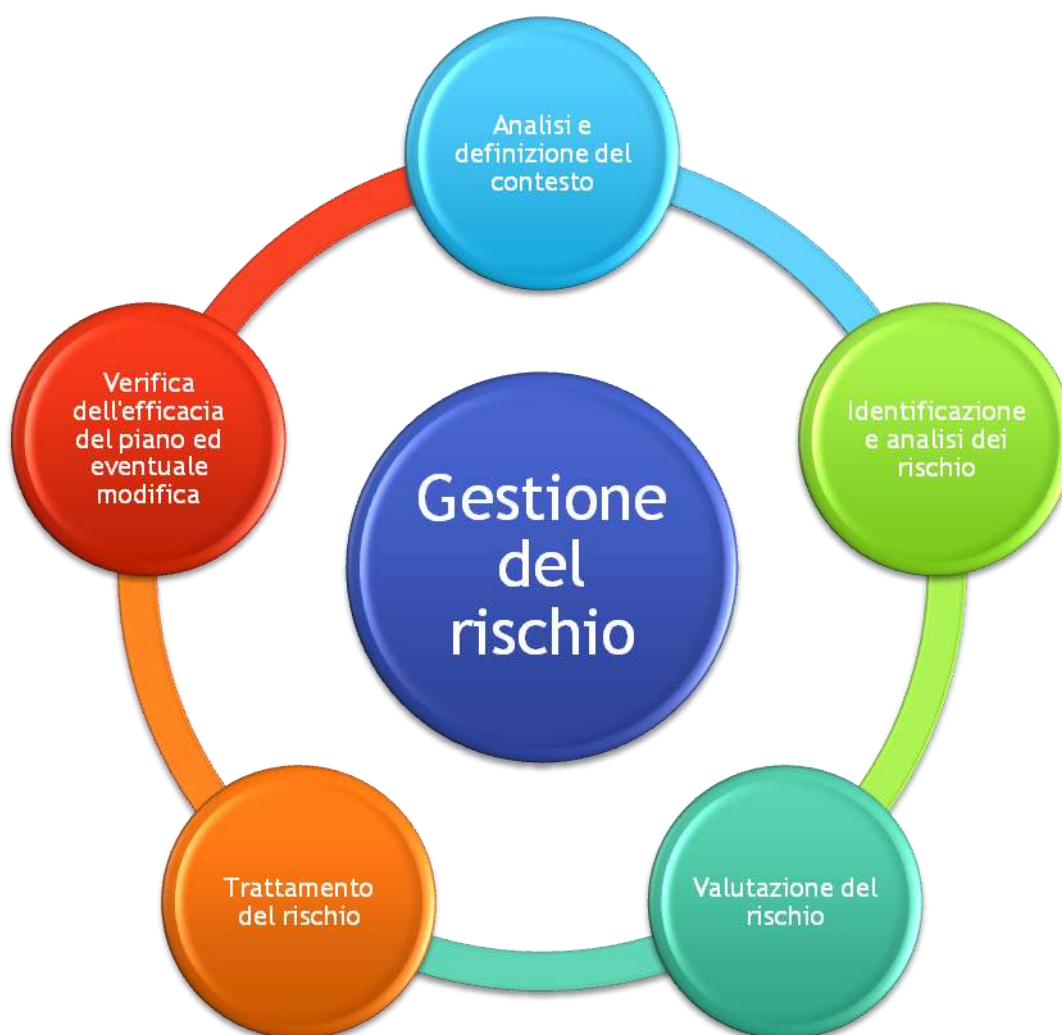 Analisi e
definizione del
contesto
Identificazione
e analisi dei
rischio
Valutazione del
rischio
Trattamento
del rischio
Verifica
dell'efficacia
del piano ed
eventuale
modifica
Gestione
del
rischio